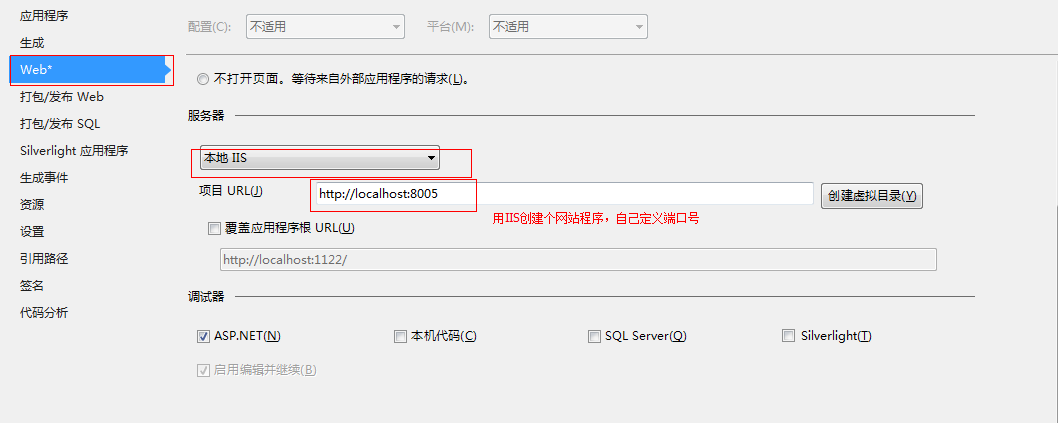 应用程序
生成
Web*
打包/发布 Web
打包/发布 SQL
Silverlight 应用程序
生成事件
资源
设置
引用路径
签名
代码分析
配置(C): 不适用 平台(M): 不适用
不打开页面。等待来自外部应用程序的请求(L)。
服务器
本地 IIS
项目 URL(J) http://localhost:8005 创建虚拟目录(Y)
用IIS创建个网站程序，自己定义端口号
覆盖应用程序根 URL(U)
http://localhost:1122/
调试器
ASP.NET(N) 本机代码(C) SQL Server(Q) Silverlight(T)
启用编辑并继续(B)